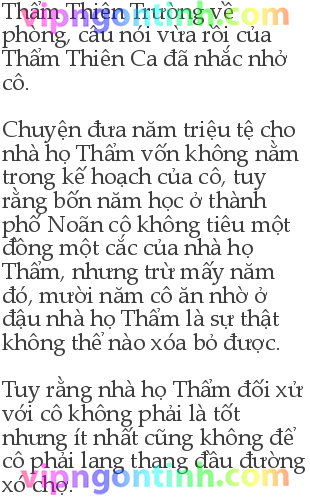 Thẩm Thiên Trường về
phòng, câu nói vừa rồi của
Thẩm Thiên Ca đã nhắc nhở
cô.
Chuyện đưa năm triệu tệ cho
nhà họ Thẩm vốn không nằm
trong kế hoạch của cô, tuy
rằng bốn năm học ở thành
phố Noãn cô không tiêu một
đồng một cắc của nhà họ
Thẩm, nhưng trừ mấy năm
đó, mười năm cô ăn nhờ ở
đậu nhà họ Thẩm là sự thật
không thể nào xóa bỏ được.
Tuy rằng nhà họ Thẩm đối xử
với cô không phải là tốt
nhưng ít nhất cũng không để
cô phải lang thang đầu đường
xó chợ.
vipngontinh.com
vipngontinh.com